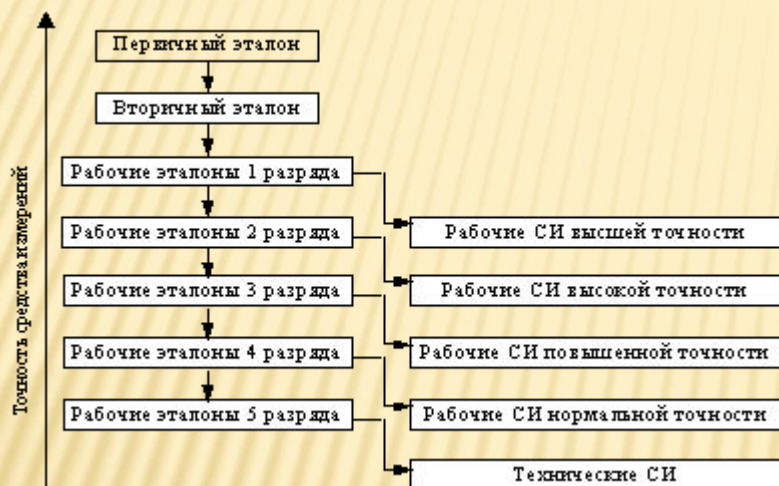 Первичный эталон
Вторичный эталон
Рабочие эталоны 1 разряда
Рабочие эталоны 2 разряда
Рабочие СИ высшей точности
Рабочие эталоны 3 разряда
Рабочие СИ высокой точности
Рабочие эталоны 4 разряда
Рабочие СИ повышенной точности
Рабочие эталоны 5 разряда
Рабочие СИ нормальной точности
Технические СИ
Точность средства измерений